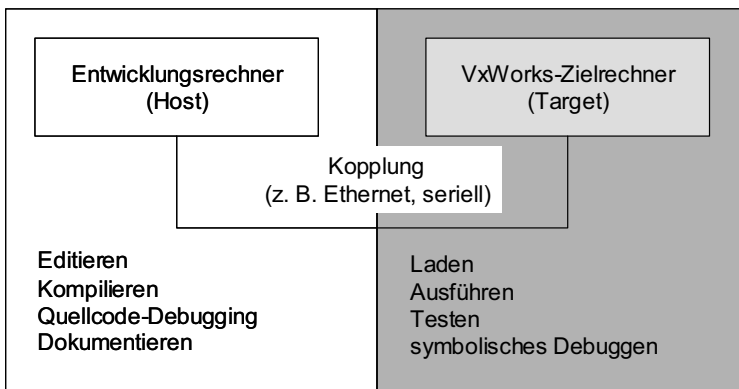 Entwicklungsrechner
(Host)
VxWorks-Zielrechner
(Target)
Kopplung
(z. B. Ethernet, seriell)
Editieren
Kompilieren
Quellcode-Debugging
Dokumentieren
Laden
Ausführen
Testen
symbolisches Debuggen